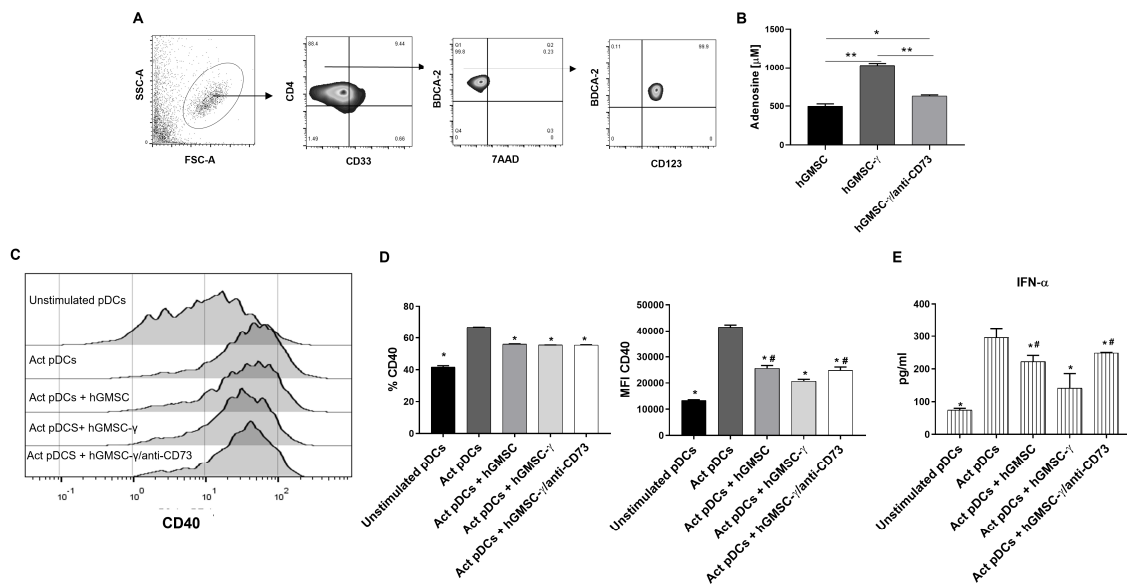 A
SSC-A
FSC-A
88.4
9.44
CD4
1.49
0.66
CD33
Q1
99.8
Q2
0.23
BDCA-2
Q4
0
Q3
0
7AAD
0.11
99.9
BDCA-2
0
0
CD123
B
Adenosine [μM]
1500
1000
500
0
*
**
**
hGMSC
hGMSC-γ
hGMSC-γ/anti-CD73
C
Unstimulated pDCs
Act pDCs
Act pDCs + hGMSC
Act pDCS+ hGMSC-γ
Act pDCS + hGMSC-γ/anti-CD73
10-1
100
101
102
CD40
D
% CD40
80
60
40
20
0
*
*
*
*
Unstimulated pDCs
Act pDCs
Act pDCs + hGMSC
Act pDCs + hGMSC-γ
Act pDCs + hGMSC-γ/anti-CD73
MFI CD40
50000
40000
30000
20000
10000
0
*
* #
*
* #
Unstimulated pDCs
Act pDCs
Act pDCs + hGMSC
Act pDCs + hGMSC-γ
Act pDCs + hGMSC-γ/anti-CD73
E
IFN-α
pg/ml
400
300
200
100
0
*
* #
*
* #
Unstimulated pDCs
Act pDCs
Act pDCs + hGMSC
Act pDCs + hGMSC-γ
Act pDCs + hGMSC-γ/anti-CD73